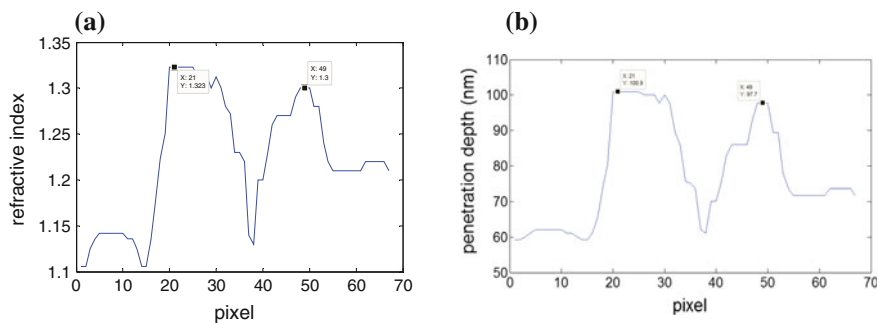 (a)
1.35
1.3
1.25
1.2
1.15
1.1
refractive index
X: 21
Y: 1.323
X: 49
Y: 1.3
0 10 20 30 40 50 60 70
pixel
(b)
110
100
90
80
70
60
50
penetration depth (nm)
X: 21
Y: 100.9
X: 49
Y: 97.7
0 10 20 30 40 50 60 70
pixel